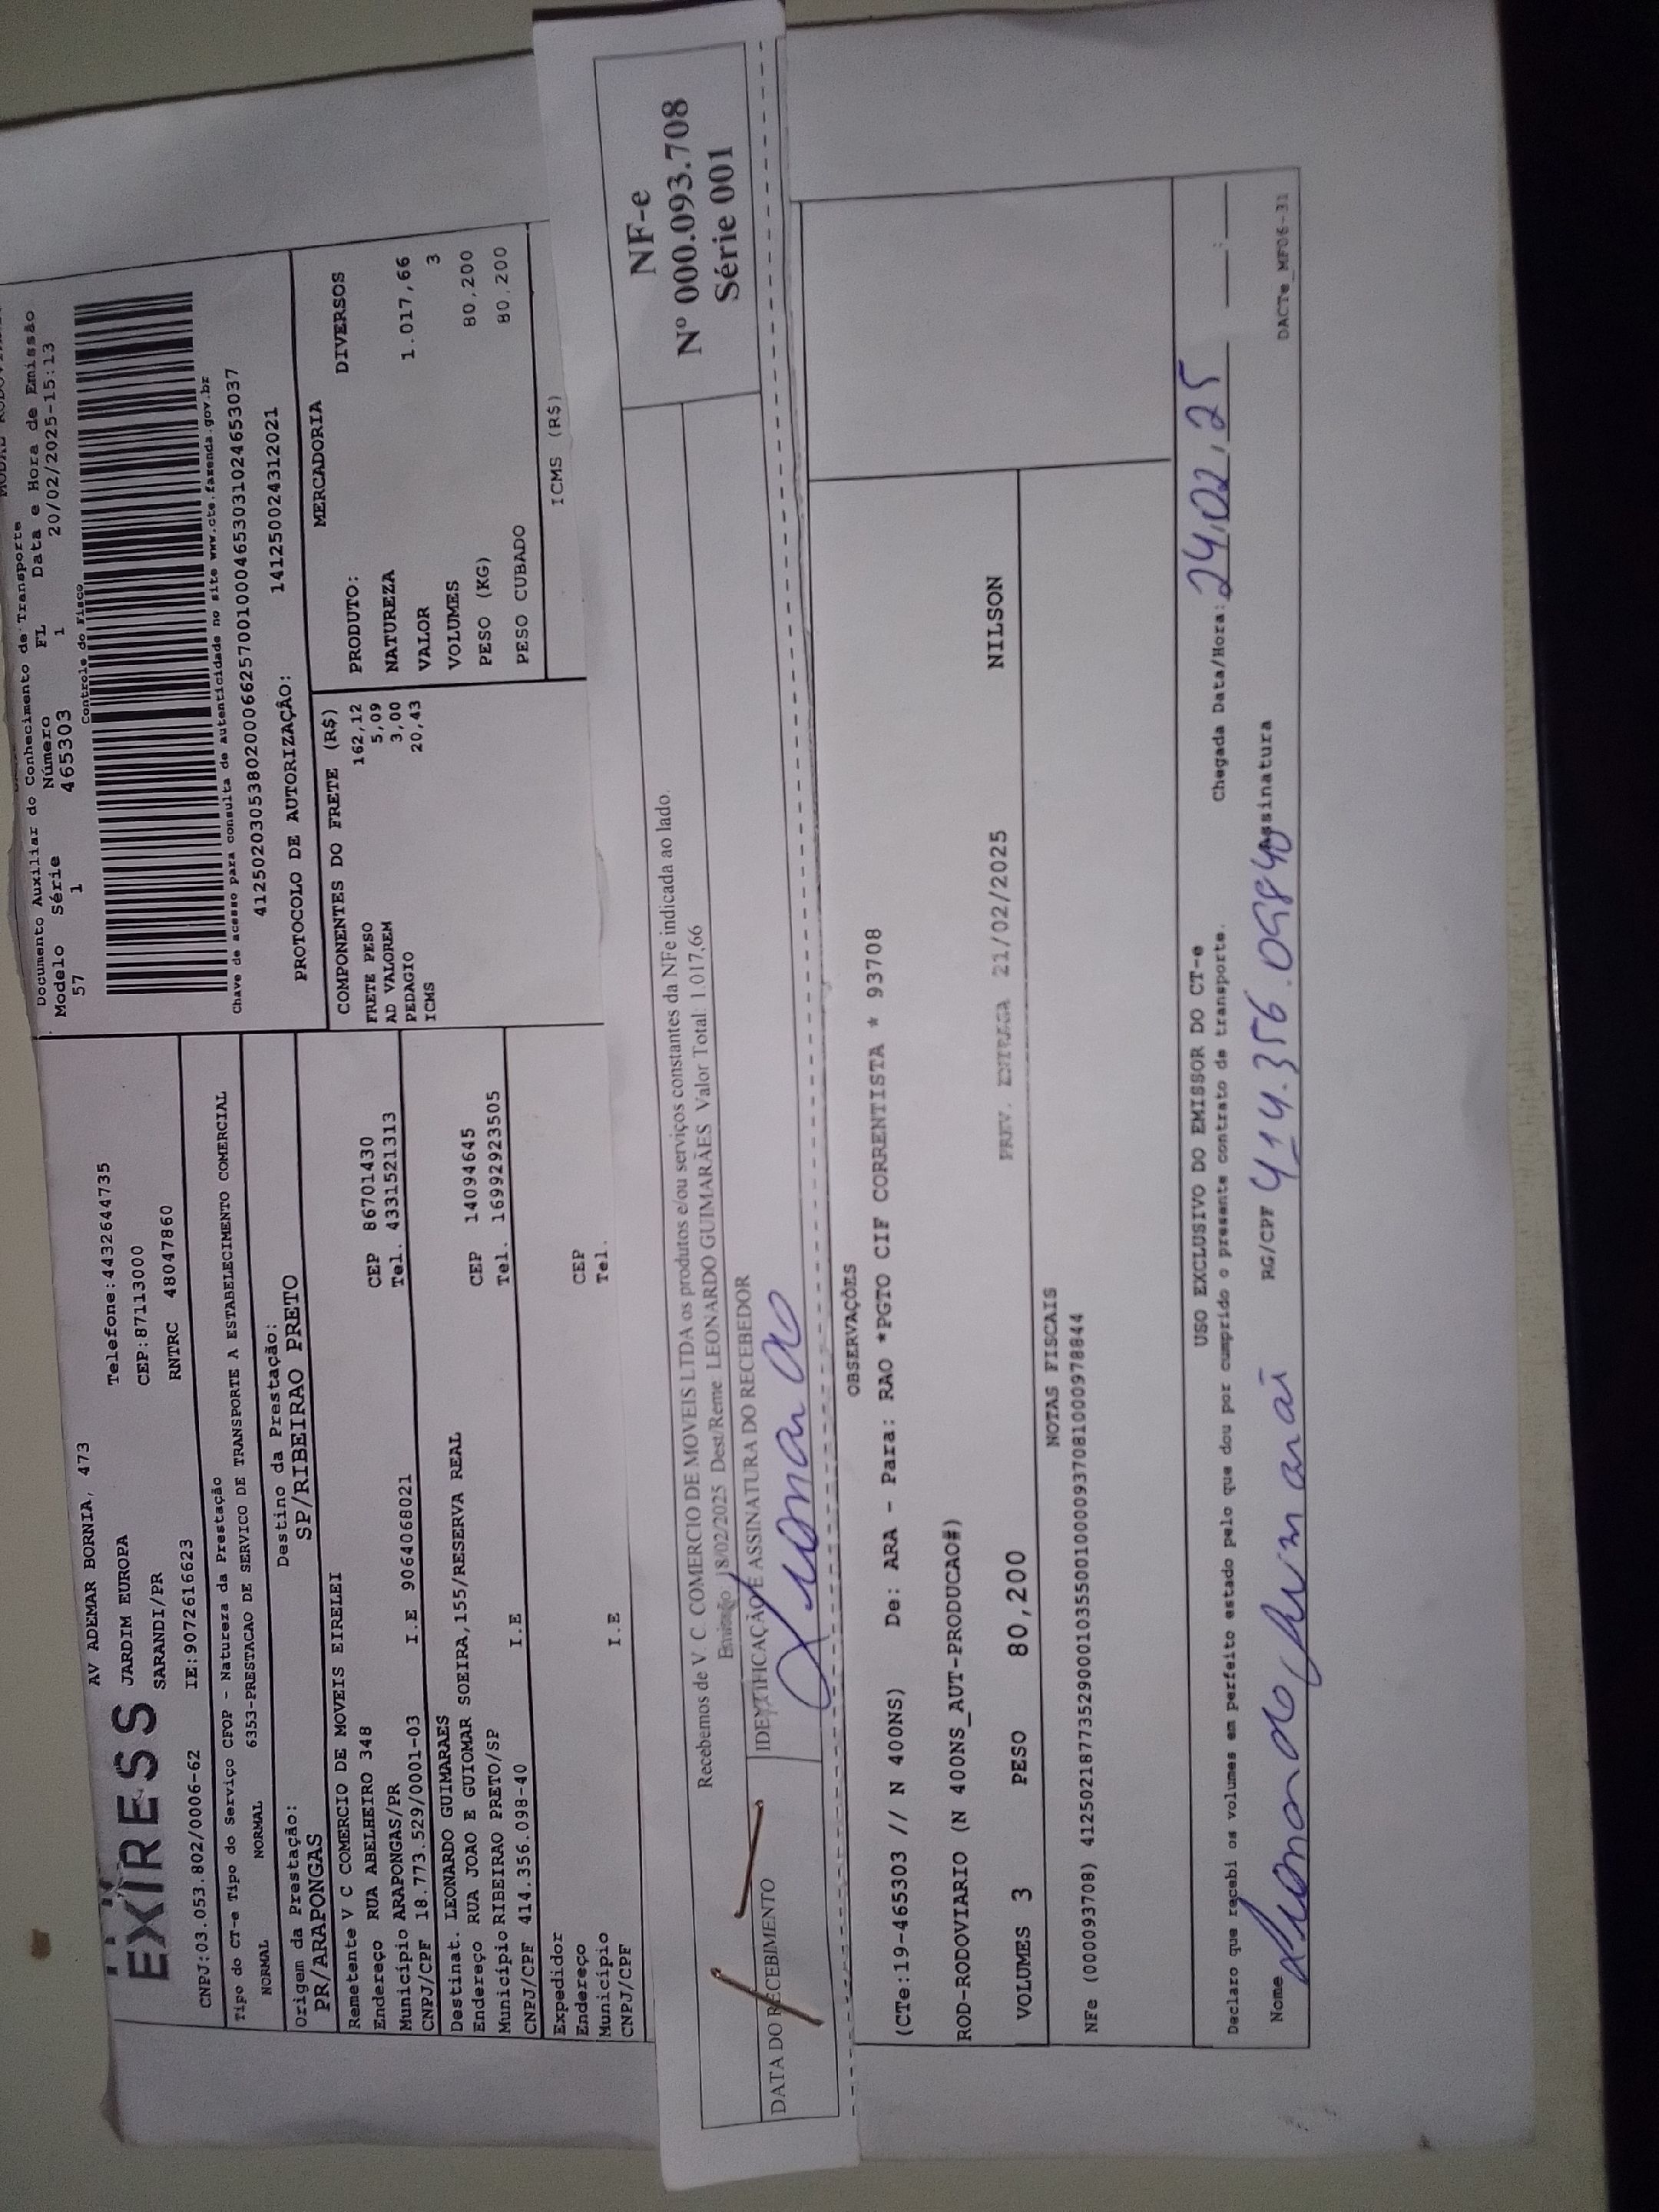 EXPRESS
AV ADEMAR BORNIA, 473
JARDIM EUROPA
SARANDI/PR
Telefone:4432644735
CEP:87113000
RNTRC 48047860
CNPJ:03.053.802/0006-62 IE:9072616623
Documento Auxiliar do Conhecimento de Transporte
Modelo Série Número FL Data e Hora de Emissão
57 1 465303 1 20/02/2025-15:13
Controle do Fisco
Chave de acesso para consulta de autenticidade no site www.cte.fazenda.gov.br
41250203053802000662570010004653031024653037
PROTOCOLO DE AUTORIZAÇÃO: 141250024312021
Tipo do CT-e Tipo do Serviço CFOP - Natureza da Prestação
NORMAL NORMAL 6353-PRESTACAO DE SERVICO DE TRANSPORTE A ESTABELECIMENTO COMERCIAL
Origem da Prestação: Destino da Prestação:
PR/ARAPONGAS SP/RIBEIRAO PRETO
Remetente V C COMERCIO DE MOVEIS EIRELEI
Endereço RUA ABELHEIRO 348 CEP 86701430
Município ARAPONGAS/PR Tel. 4331521313
CNPJ/CPF 18.773.529/0001-03 I.E 9064068021
Destinat. LEONARDO GUIMARAES
Endereço RUA JOAO E GUIOMAR SOEIRA,155/RESERVA REAL CEP 14094645
Município RIBEIRAO PRETO/SP Tel. 16992923505
CNPJ/CPF 414.356.098-40 I.E
Expedidor
Endereço CEP
Município Tel.
CNPJ/CPF I.E
COMPONENTES DO FRETE (R$)
FRETE PESO 162,12
AD VALOREM 5,09
PEDAGIO 3,00
ICMS 20,43
MERCADORIA
PRODUTO: DIVERSOS
NATUREZA
VALOR 1.017,66
VOLUMES 3
PESO (KG) 80,200
PESO CUBADO 80.200
ICMS (R$)
Recebemos de V. C. COMERCIO DE MOVEIS LTDA os produtos e/ou serviços constantes da NFe indicada ao lado.
Emissão 18/02/2025 Dest/Reme: LEONARDO GUIMARÃES Valor Total: 1.017,66
DATA DO RECEBIMENTO IDENTIFICAÇÃO E ASSINATURA DO RECEBEDOR
Leonardo
NF-e
Nº 000.093.708
Série 001
OBSERVAÇÕES
(CTe:19-465303 // N 400NS) De: ARA - Para: RAO *PGTO CIF CORRENTISTA * 93708
ROD-RODOVIARIO (N 400NS_AUT-PRODUCAO#)
PREV. ENTREGA 21/02/2025 NILSON
VOLUMES 3 PESO 80,200
NOTAS FISCAIS
NFe (000093708) 41250218773529000103550010000937081000978844
USO EXCLUSIVO DO EMISSOR DO CT-e
Declaro que recebi os volumes em perfeito estado pelo que dou por cumprido o presente contrato de transporte.
Chegada Data/Hora: 24,02,25 :
Nome Leonardo RG/CPF 414.356.09840 Assinatura
DACTe_MF06-31